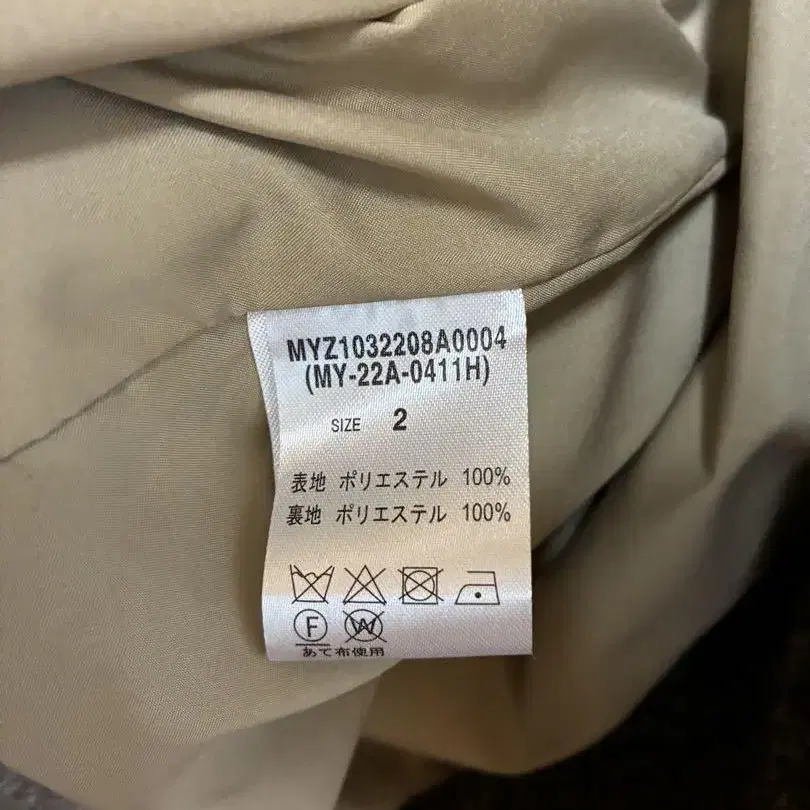 MYZ1032208A0004
(MY-22A-0411H)
SIZE 2
表地 ポリエステル 100%
裏地 ポリエステル 100%
F W
あて布使用